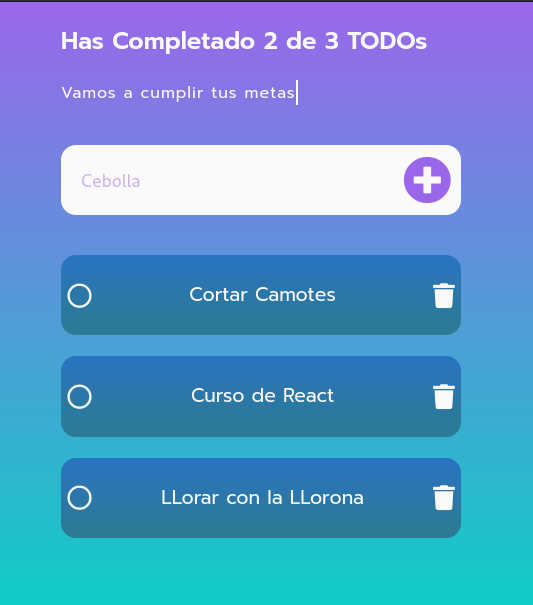 Has Completado 2 de 3 TODOs
Vamos a cumplir tus metas
Cebolla
Cortar Camotes
Curso de React
LLorar con la LLorona